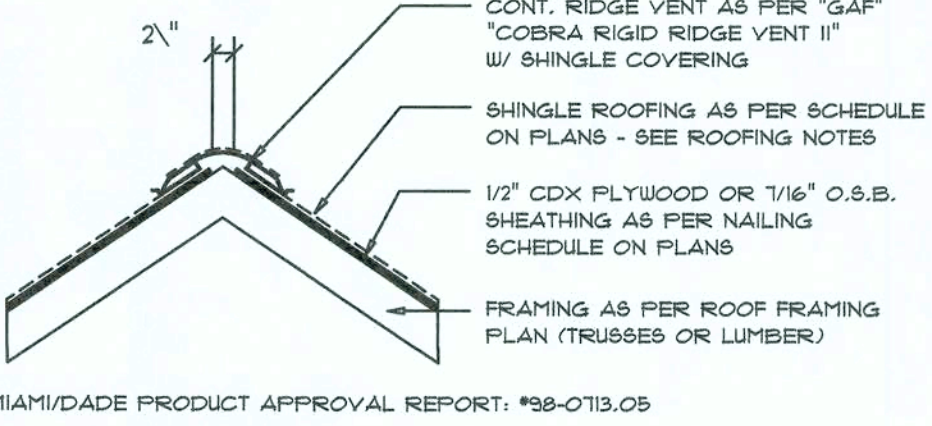 2\"
CONT. RIDGE VENT AS PER "GAF"
"COBRA RIGID RIDGE VENT II"
W/ SHINGLE COVERING
SHINGLE ROOFING AS PER SCHEDULE
ON PLANS - SEE ROOFING NOTES
1/2" CDX PLYWOOD OR 7/16" O.S.B.
SHEATHING AS PER NAILING
SCHEDULE ON PLANS
FRAMING AS PER ROOF FRAMING
PLAN (TRUSSES OR LUMBER)
MIAMI/DADE PRODUCT APPROVAL REPORT: #98-0713.05